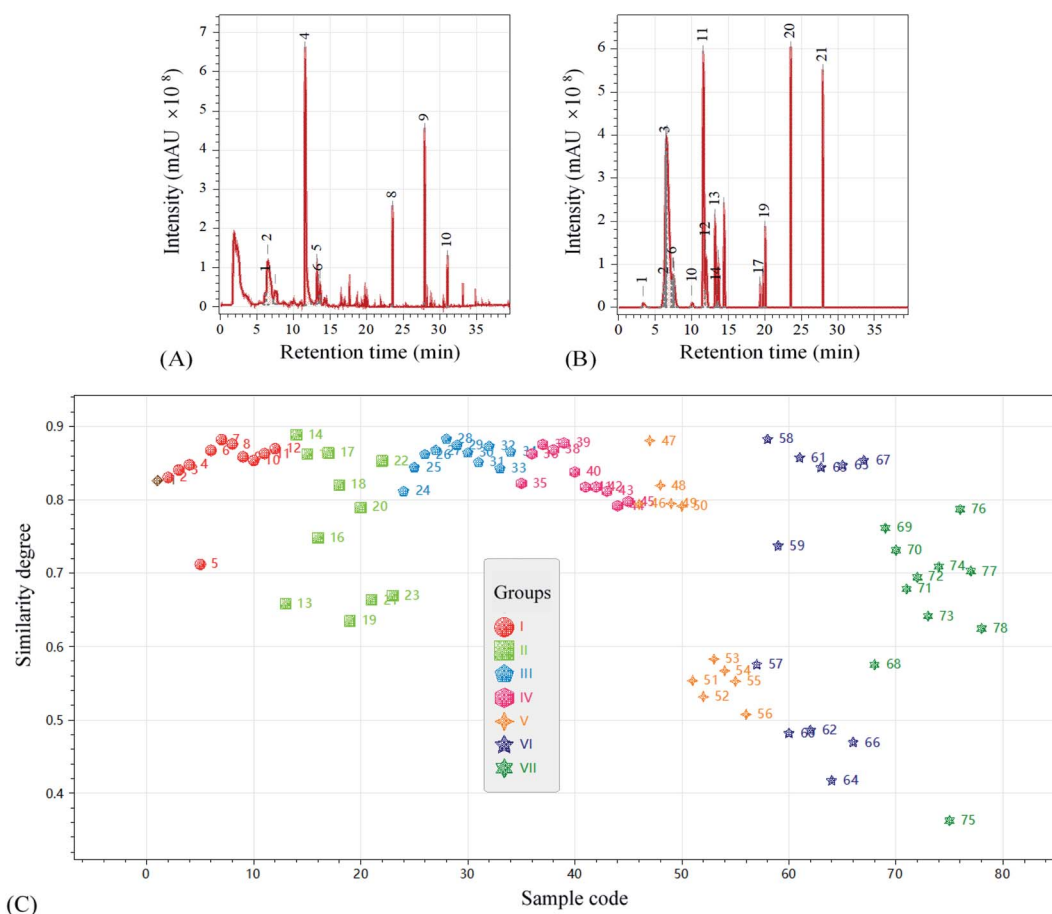 7
6
5
4
3
2
1
0
Intensity (mAU ×10 8)
1
2
4
5
6
8
9
10
0 5 10 15 20 25 30 35
Retention time (min)
(A)
6
5
4
3
2
1
0
Intensity (mAU ×10 8)
1
2
3
6
10
11
12
13
14
17
19
20
21
0 5 10 15 20 25 30 35
Retention time (min)
(B)
0.9
0.8
0.7
0.6
0.5
0.4
Similarity degree
1 2 3 4 5 6 7 8 10 11 12
13 14 16 17 18 19 20 22 23
24 25 26 27 28 29 30 31 32 33
35 36 38 39 40 42 43 45
46 47 48 49 50 51 52 53 54 55 56
57 58 59 60 61 62 64 65 66 67
68 69 70 71 72 73 74 75 76 77 78
Groups
I
II
III
IV
V
VI
VII
0 10 20 30 40 50 60 70 80
Sample code
(C)